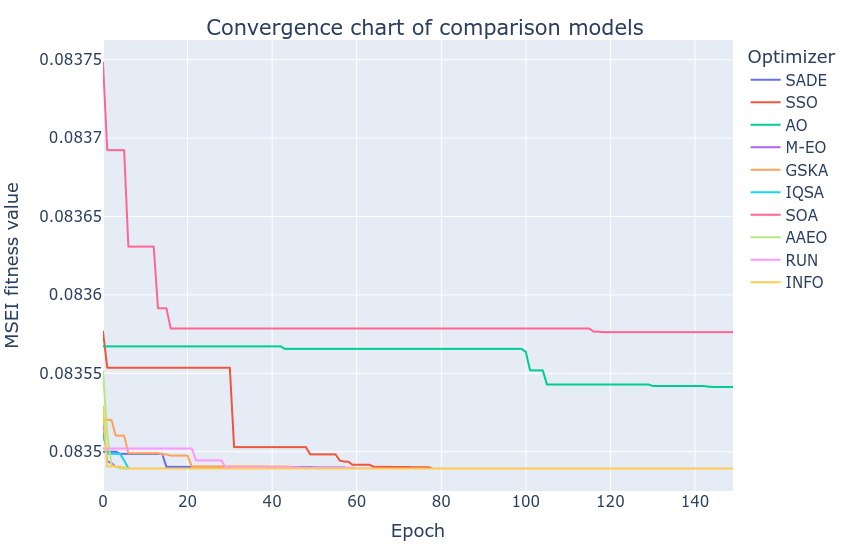 Convergence chart of comparison models
MSEI fitness value
0.08375
0.0837
0.08365
0.0836
0.08355
0.0835
0 20 40 60 80 100 120 140
Epoch
Optimizer
SADE
SSO
AO
M-EO
GSKA
IQSA
SOA
AAEO
RUN
INFO